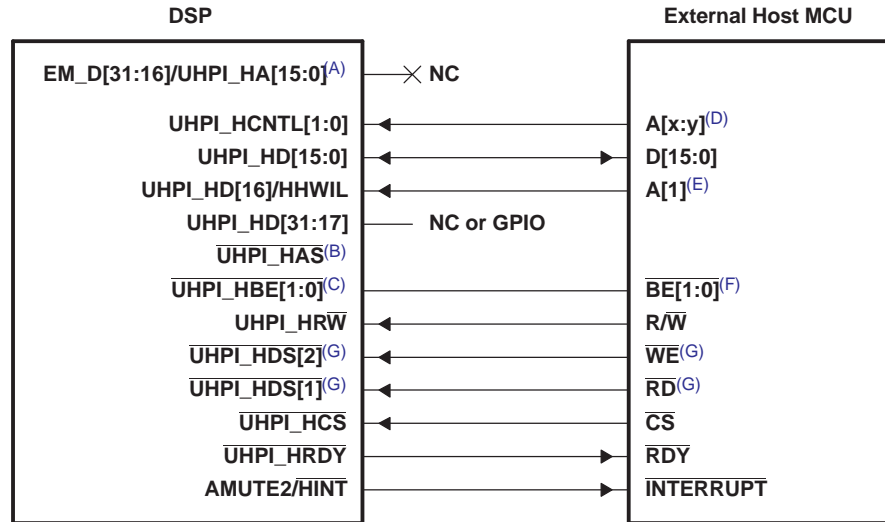 DSP
External Host MCU
EM_D[31:16]/UHPI_HA[15:0](A) NC
UHPI_HCNTL[1:0] A[x:y](D)
UHPI_HD[15:0] D[15:0]
UHPI_HD[16]/HHWIL A[1](E)
UHPI_HD[31:17] NC or GPIO
UHPI_HAS(B)
UHPI_HBE[1:0](C) BE[1:0](F)
UHPI_HRW R/W
UHPI_HDS[2](G) WE(G)
UHPI_HDS[1](G) RD(G)
UHPI_HCS CS
UHPI_HRDY RDY
AMUTE2/HINT INTERRUPT